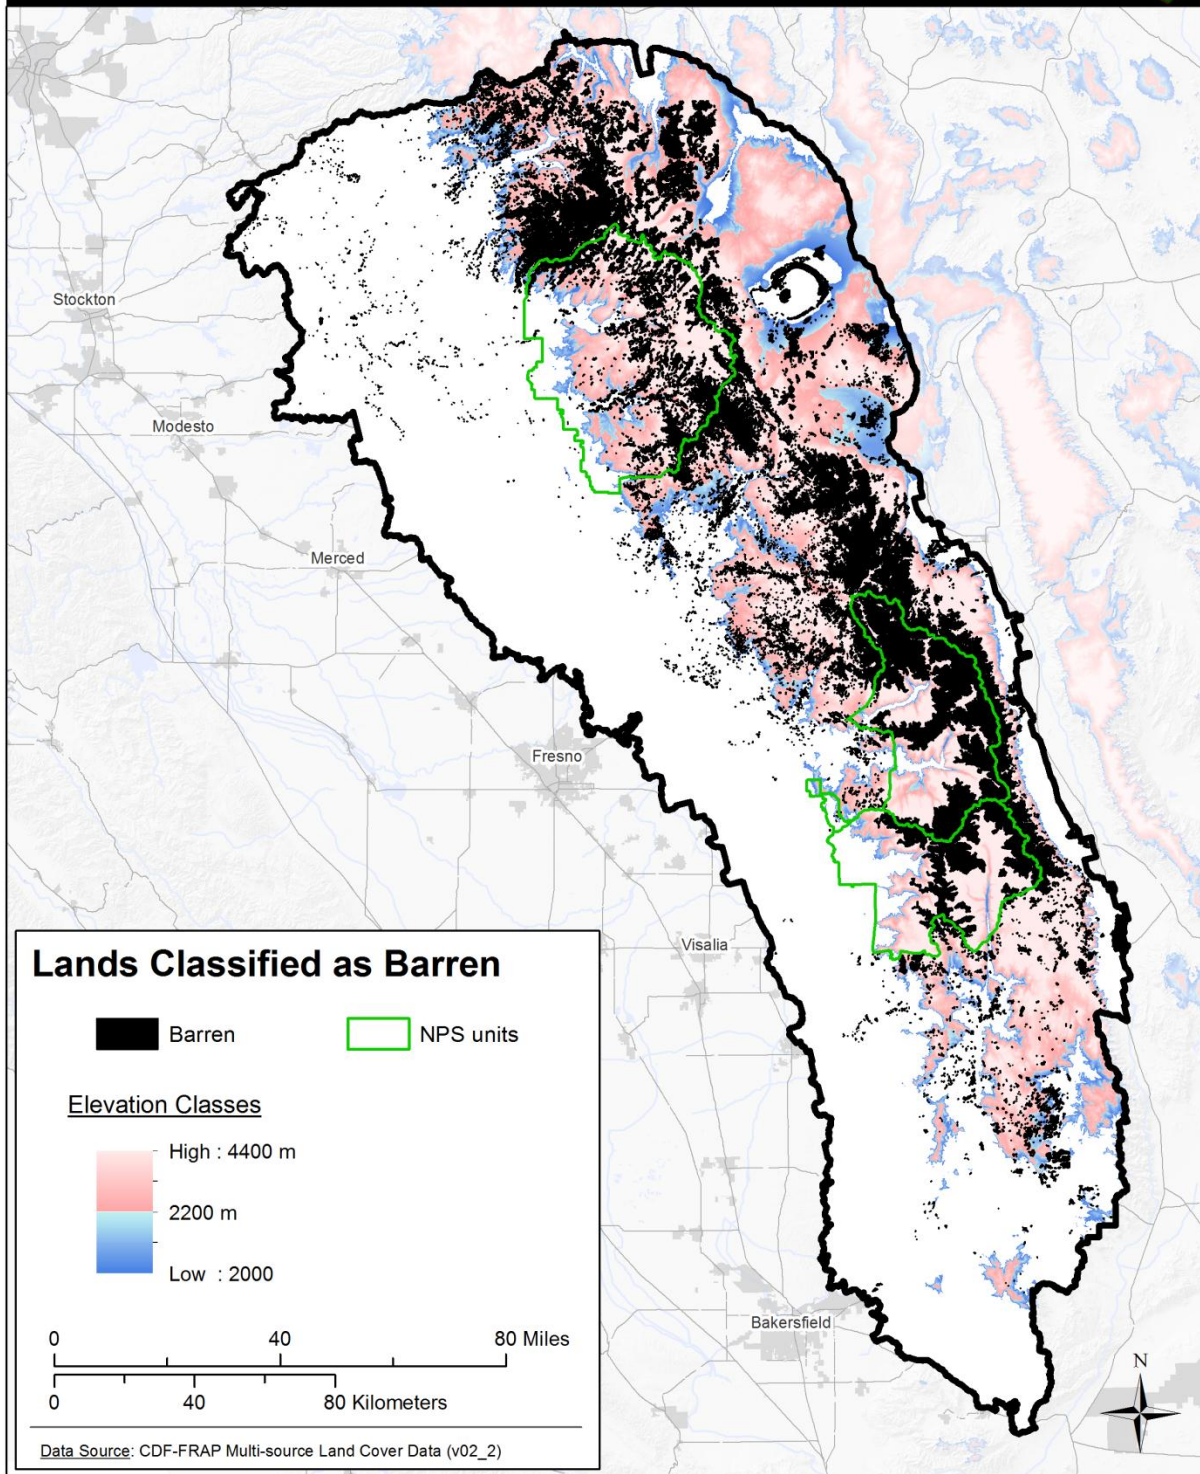 Stockton
Modesto
Merced
Fresno
Visalia
Bakersfield
Lands Classified as Barren
Barren
NPS units
Elevation Classes
High : 4400 m
2200 m
Low : 2000
0 40 80 Miles
0 40 80 Kilometers
Data Source: CDF-FRAP Multi-source Land Cover Data (v02_2)
N